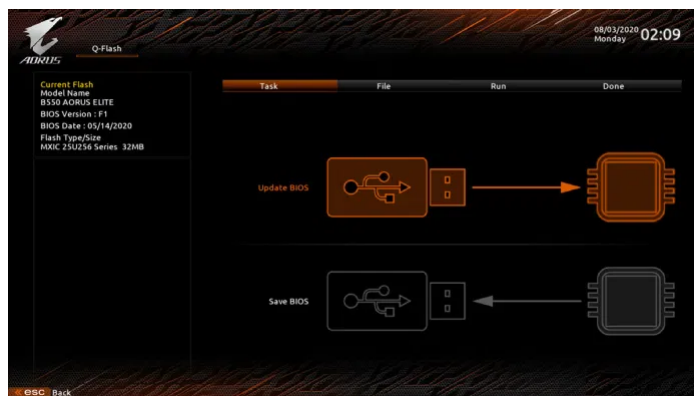 AORUS
Q-Flash
08/03/2020
Monday
02:09
Current Flash
Model Name
B550 AORUS ELITE
BIOS Version : F1
BIOS Date : 05/14/2020
Flash Type/Size
MXIC 25U256 Series 32MB
Task File Run Done
Update BIOS
Save BIOS
« esc Back